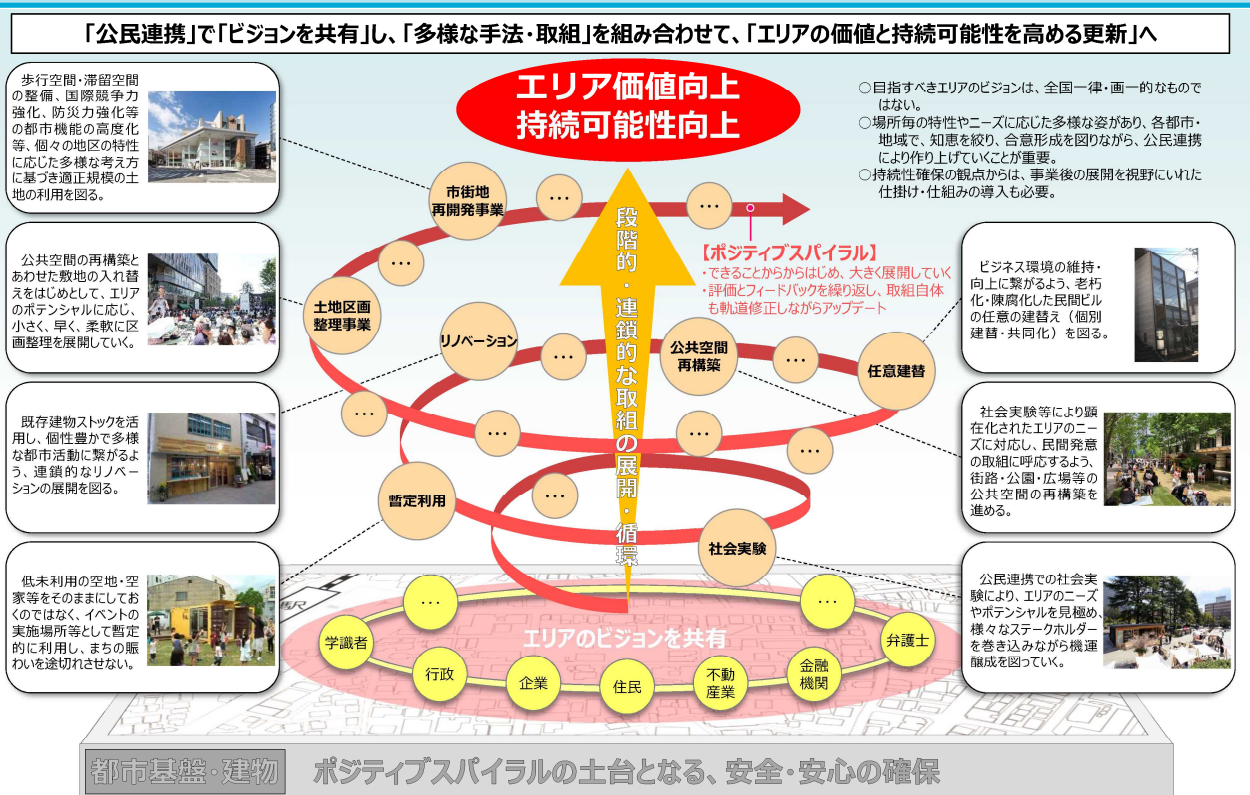 「公民連携」で「ビジョンを共有」し、「多様な手法・取組」を組み合わせて、「エリアの価値と持続可能性を高める更新」へ
歩行空間・滞留空間
の整備、国際競争力
強化、防災力強化等
の都市機能の高度化
等、個々の地区の特性
に応じた多様な考え方
に基づき適正規模の土
地の利用を図る。
公共空間の再構築と
あわせた敷地の入れ替
えをはじめとして、エリア
のポテンシャルに応じ、
小さく、早く、柔軟に区
画整理を展開していく。
既存建物ストックを活
用し、個性豊かで多様
な都市活動に繋がるよ
う、連鎖的なリノベー
ションの展開を図る。
低未利用の空地・空
家等をそのままにしてお
くのではなく、イベントの
実施場所等として暫定
的に利用し、まちの賑
わいを途切れさせない。
エリア価値向上
持続可能性向上
○目指すべきエリアのビジョンは、全国一律・画一的なもので
はない。
○場所毎の特性やニーズに応じた多様な姿があり、各都市・
地域で、知恵を絞り、合意形成を図りながら、公民連携
により作り上げていくことが重要。
○持続性確保の観点からは、事業後の展開を視野にいれた
仕掛け・仕組みの導入も必要。
市街地
再開発事業
…
…
…
【ポジティブスパイラル】
・できることからからはじめ、大きく展開していく
・評価とフィードバックを繰り返し、取組自体
も軌道修正しながらアップデート
土地区画
整理事業
リノベーション
…
公共空間
再構築
…
任意建替
…
…
…
…
暫定利用
…
社会実験
段階的・連鎖的な取組の展開・循環
ビジネス環境の維持・
向上に繋がるよう、老朽
化・陳腐化した民間ビル
の任意の建替え（個別
建替・共同化）を図る。
社会実験等により顕
在化されたエリアのニー
ズに対応し、民間発意
の取組に呼応するよう、
街路・公園・広場等の
公共空間の再構築を
進める。
公民連携での社会実
験により、エリアのニーズ
やポテンシャルを見極め、
様々なステークホルダー
を巻き込みながら機運
醸成を図っていく。
駅
…
…
エリアのビジョンを共有
学識者
行政
企業
住民
不動
産業
金融
機関
弁護士
都市基盤・建物
ポジティブスパイラルの土台となる、安全・安心の確保